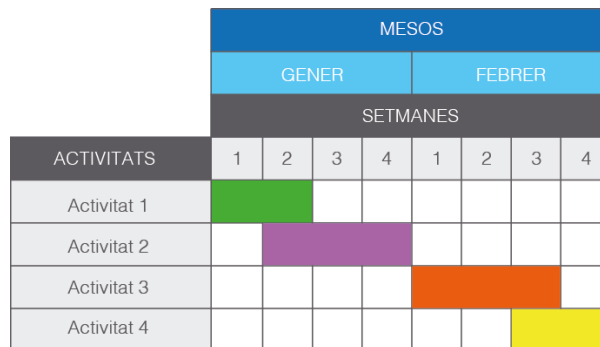 MESOS
GENER FEBRER
SETMANES
ACTIVITATS 1 2 3 4 1 2 3 4
Activitat 1
Activitat 2
Activitat 3
Activitat 4